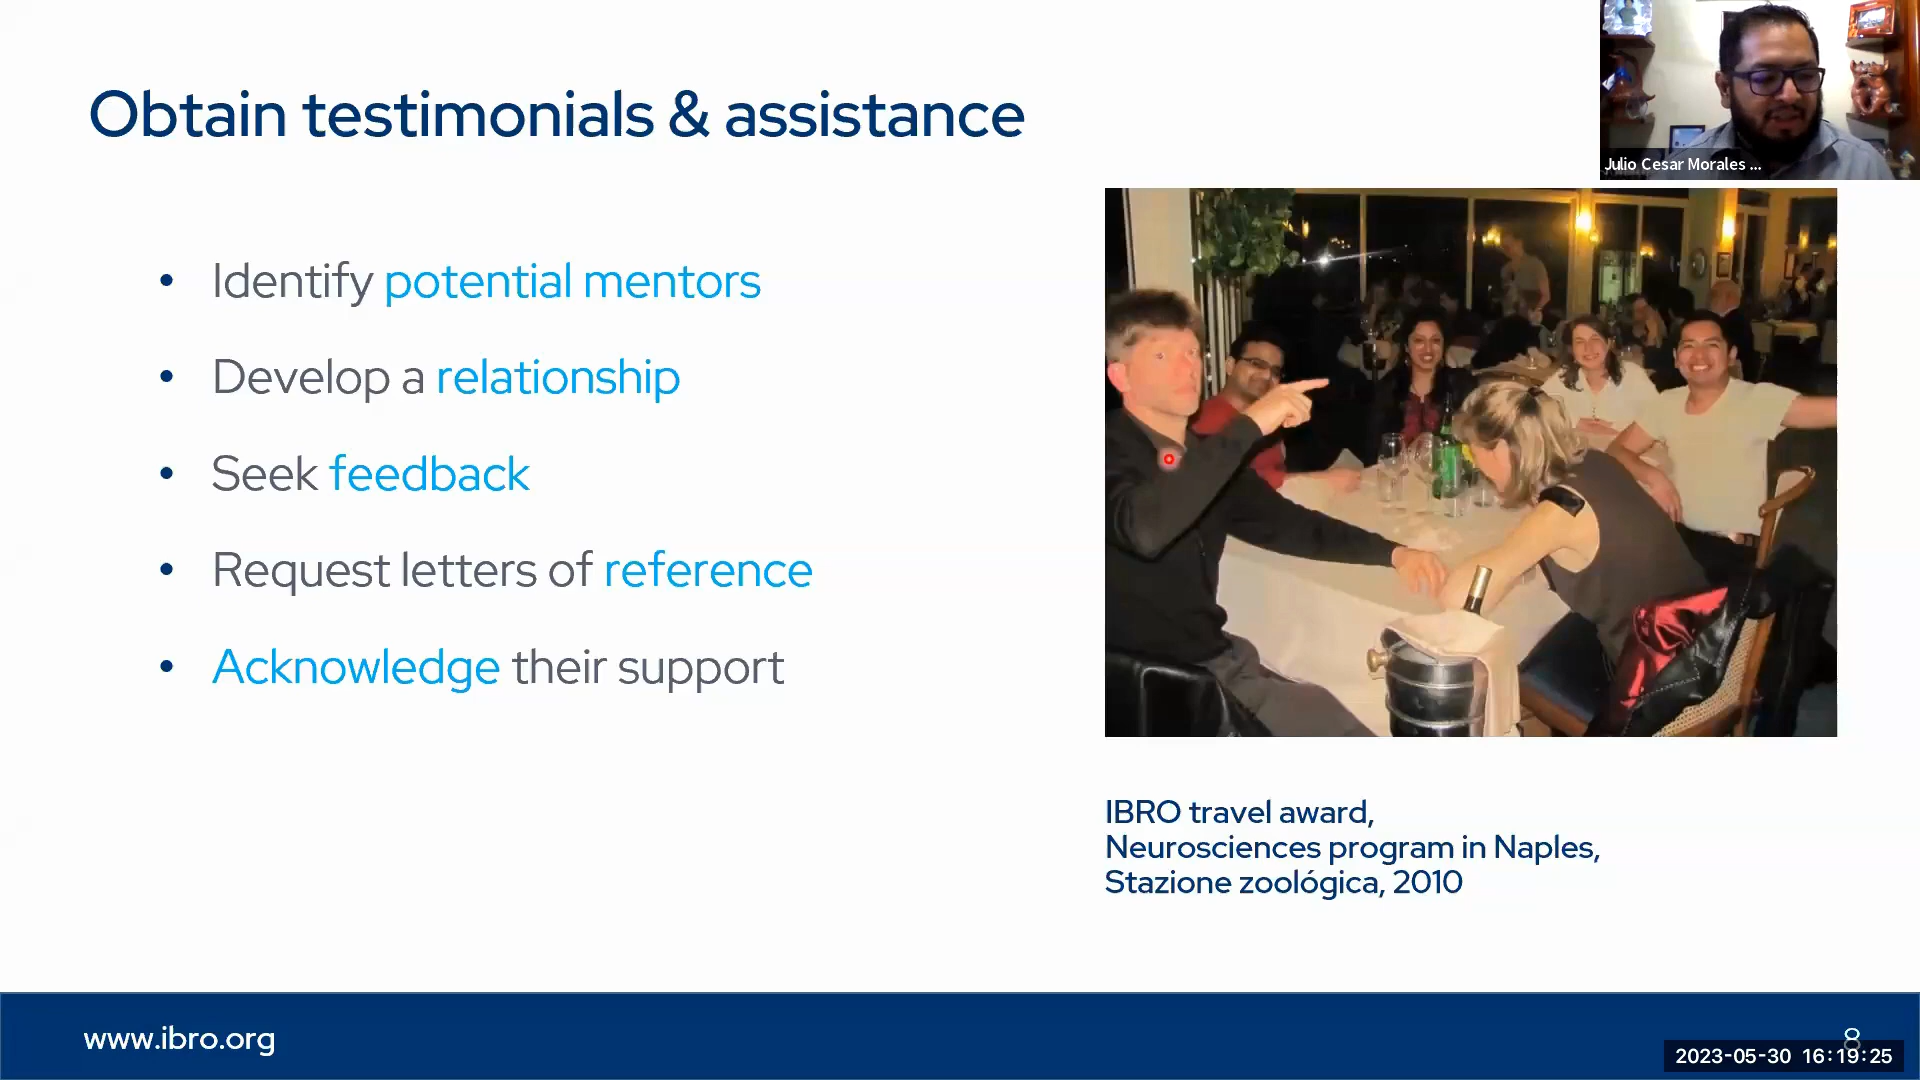 Obtain testimonials & assistance
Julio Cesar Morales ...
• Identify potential mentors
• Develop a relationship
• Seek feedback
• Request letters of reference
• Acknowledge their support
IBRO travel award,
Neurosciences program in Naples,
Stazione zoológica, 2010
www.ibro.org
8
2023-05-30 16:19:25